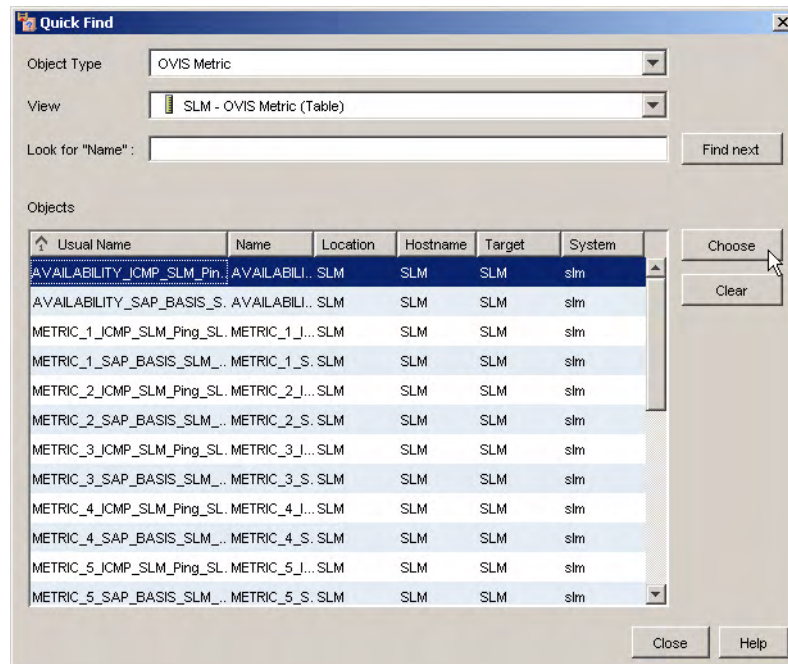 Quick Find
Object Type OVIS Metric
View SLM - OVIS Metric (Table)
Look for "Name" : Find next
Objects
1 Usual Name Name Location Hostname Target System Choose
AVAILABILITY_ICMP_SLM_Pin.. AVAILABILI.. SLM SLM SLM slm
Clear
AVAILABILITY_SAP_BASIS_S.. AVAILABILI.. SLM SLM SLM slm
METRIC_1_ICMP_SLM_Ping_SL.. METRIC_1_I... SLM SLM SLM slm
METRIC_1_SAP_BASIS_SLM_... METRIC_1_S.. SLM SLM SLM slm
METRIC_2_ICMP_SLM_Ping_SL.. METRIC_2_I... SLM SLM SLM slm
METRIC_2_SAP_BASIS_SLM_... METRIC_2_S.. SLM SLM SLM slm
METRIC_3_ICMP_SLM_Ping_SL.. METRIC_3_I... SLM SLM SLM slm
METRIC_3_SAP_BASIS_SLM_... METRIC_3_S.. SLM SLM SLM slm
METRIC_4_ICMP_SLM_Ping_SL.. METRIC_4_I... SLM SLM SLM slm
METRIC_4_SAP_BASIS_SLM_... METRIC_4_S.. SLM SLM SLM slm
METRIC_5_ICMP_SLM_Ping_SL.. METRIC_5_I... SLM SLM SLM slm
METRIC_5_SAP_BASIS_SLM_... METRIC_5_S.. SLM SLM SLM slm
Close Help